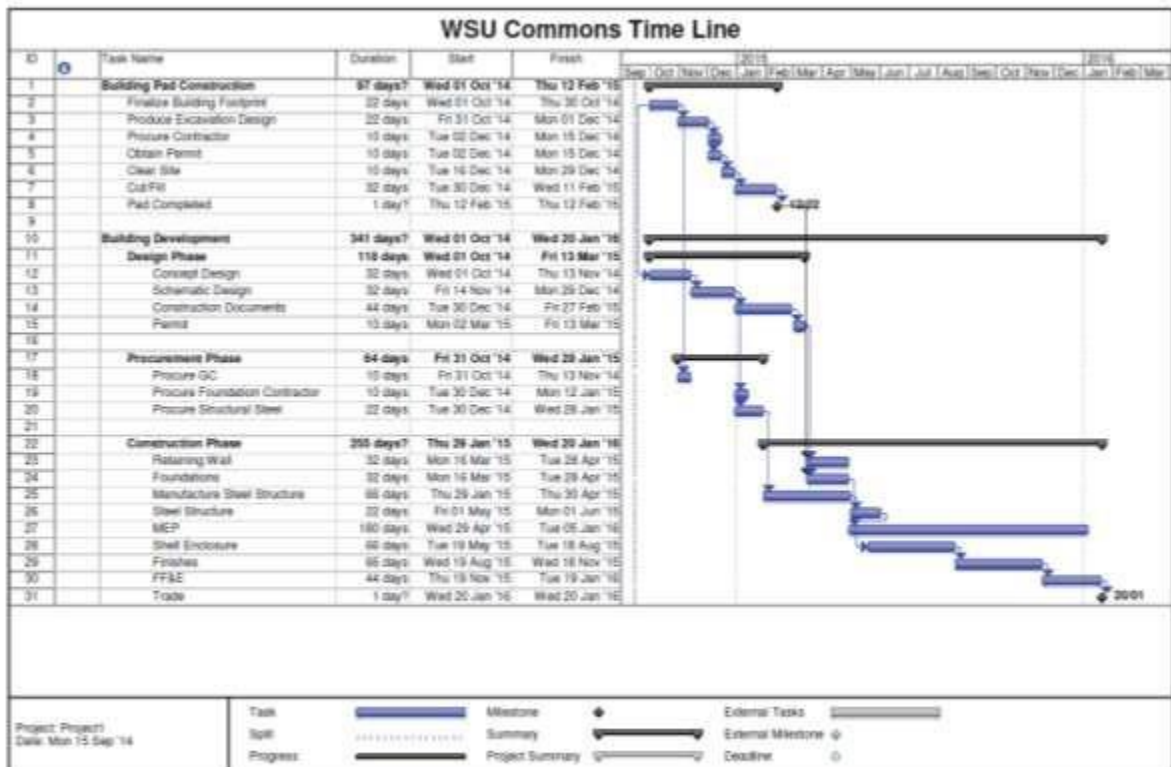 WSU Commons Time Line
ID Task Name Duration Start Finish 2015 2016
Sep Oct Nov Dec Jan Feb Mar Apr May Jun Jul Aug Sep Oct Nov Dec Jan Feb Mar
1 Building Pad Construction 97 days? Wed 01 Oct '14 Thu 12 Feb '15
2 Finalize Building Footprint 22 days Wed 01 Oct '14 Thu 30 Oct '14
3 Produce Excavation Design 22 days Fri 31 Oct '14 Mon 01 Dec '14
4 Procure Contractor 10 days Tue 02 Dec '14 Mon 15 Dec '14
5 Obtain Permit 10 days Tue 02 Dec '14 Mon 15 Dec '14
6 Clear Site 10 days Tue 16 Dec '14 Mon 29 Dec '14
7 Cut/Fill 32 days Tue 30 Dec '14 Wed 11 Feb '15
8 Pad Completed 1 day? Thu 12 Feb '15 Thu 12 Feb '15 12/02
9
10 Building Development 341 days? Wed 01 Oct '14 Wed 20 Jan '16
11 Design Phase 118 days Wed 01 Oct '14 Fri 13 Mar '15
12 Concept Design 32 days Wed 01 Oct '14 Thu 13 Nov '14
13 Schematic Design 32 days Fri 14 Nov '14 Mon 29 Dec '14
14 Construction Documents 44 days Tue 30 Dec '14 Fri 27 Feb '15
15 Permit 10 days Mon 02 Mar '15 Fri 13 Mar '15
16
17 Procurement Phase 64 days Fri 31 Oct '14 Wed 28 Jan '15
18 Procure GC 10 days Fri 31 Oct '14 Thu 13 Nov '14
19 Procure Foundation Contractor 10 days Tue 30 Dec '14 Mon 12 Jan '15
20 Procure Structural Steel 22 days Tue 30 Dec '14 Wed 28 Jan '15
21
22 Construction Phase 255 days? Thu 29 Jan '15 Wed 20 Jan '16
23 Retaining Wall 32 days Mon 16 Mar '15 Tue 28 Apr '15
24 Foundations 32 days Mon 16 Mar '15 Tue 28 Apr '15
25 Manufacture Steel Structure 66 days Thu 29 Jan '15 Thu 30 Apr '15
26 Steel Structure 22 days Fri 01 May '15 Mon 01 Jun '15
27 MEP 180 days Wed 29 Apr '15 Tue 05 Jan '16
28 Shell Enclosure 66 days Tue 19 May '15 Tue 18 Aug '15
29 Finishes 66 days Wed 19 Aug '15 Wed 18 Nov '15
30 FF&E 44 days Thu 19 Nov '15 Tue 19 Jan '16
31 Trade 1 day? Wed 20 Jan '16 Wed 20 Jan '16 20/01
Project: Project1
Date: Mon 15 Sep '14
Task Milestone External Tasks
Split Summary External Milestone
Progress Project Summary Deadline